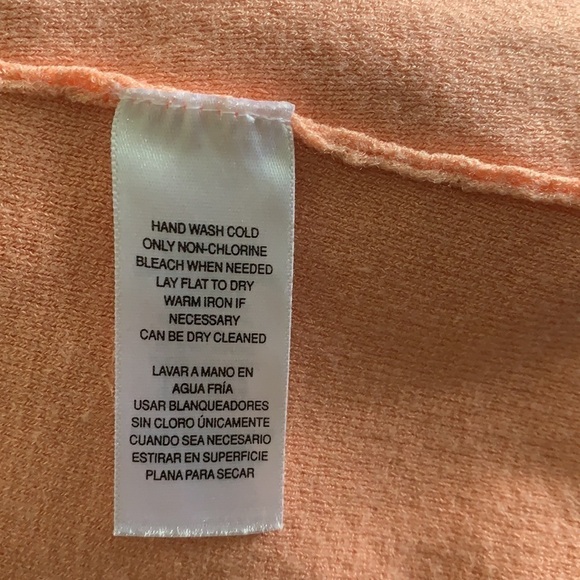 HAND WASH COLD
ONLY NON-CHLORINE
BLEACH WHEN NEEDED
LAY FLAT TO DRY
WARM IRON IF
NECESSARY
CAN BE DRY CLEANED
LAVAR A MANO EN
AGUA FRÍA
USAR BLANQUEADORES
SIN CLORO ÚNICAMENTE
CUANDO SEA NECESARIO
ESTIRAR EN SUPERFICIE
PLANA PARA SECAR